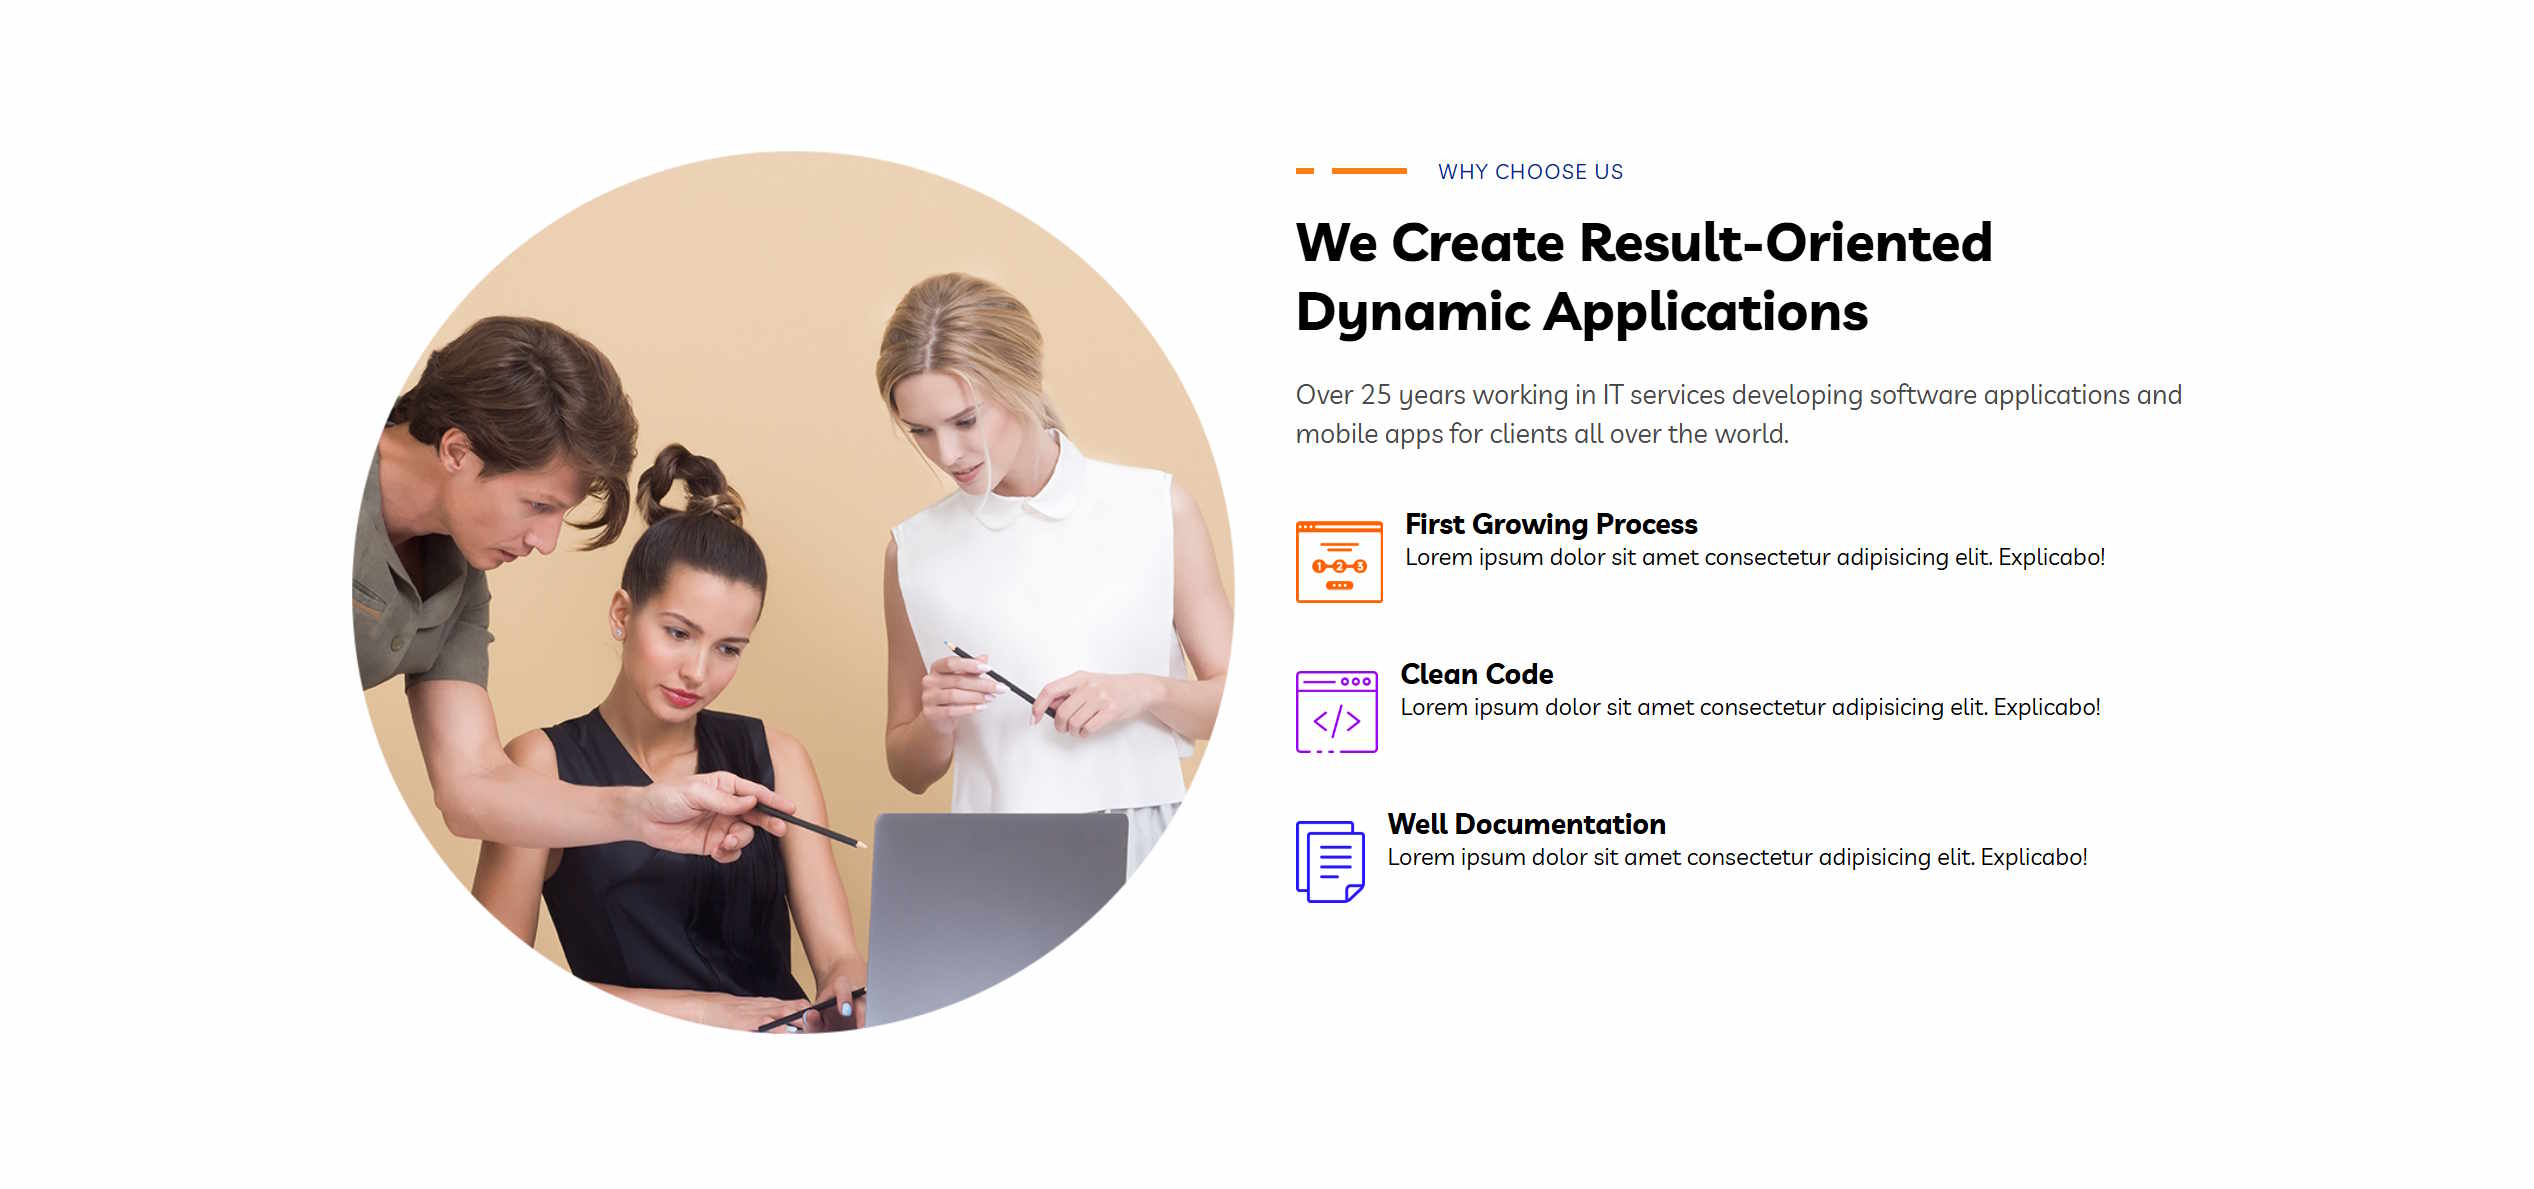 WHY CHOOSE US
We Create Result-Oriented
Dynamic Applications
Over 25 years working in IT services developing software applications and
mobile apps for clients all over the world.
First Growing Process
Lorem ipsum dolor sit amet consectetur adipisicing elit. Explicabo!
1 2 3
Clean Code
Lorem ipsum dolor sit amet consectetur adipisicing elit. Explicabo!
</>
Well Documentation
Lorem ipsum dolor sit amet consectetur adipisicing elit. Explicabo!